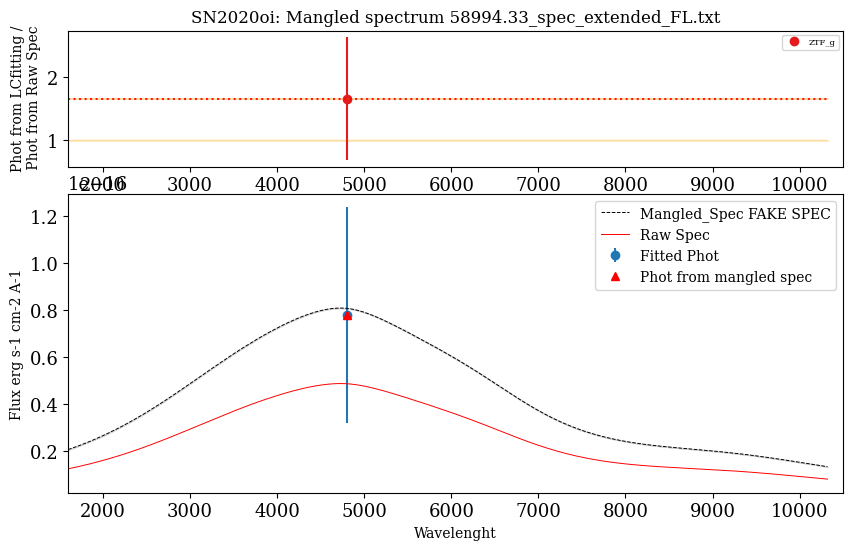 SN2020oi: Mangled spectrum 58994.33_spec_extended_FL.txt
Phot from LCfitting /
Phot from Raw Spec
2
1
ZTF_g
2000 3000 4000 5000 6000 7000 8000 9000 10000
1e−16
Flux erg s-1 cm-2 A-1
1.2
1.0
0.8
0.6
0.4
0.2
Mangled_Spec FAKE SPEC
Raw Spec
Fitted Phot
Phot from mangled spec
2000 3000 4000 5000 6000 7000 8000 9000 10000
Wavelenght